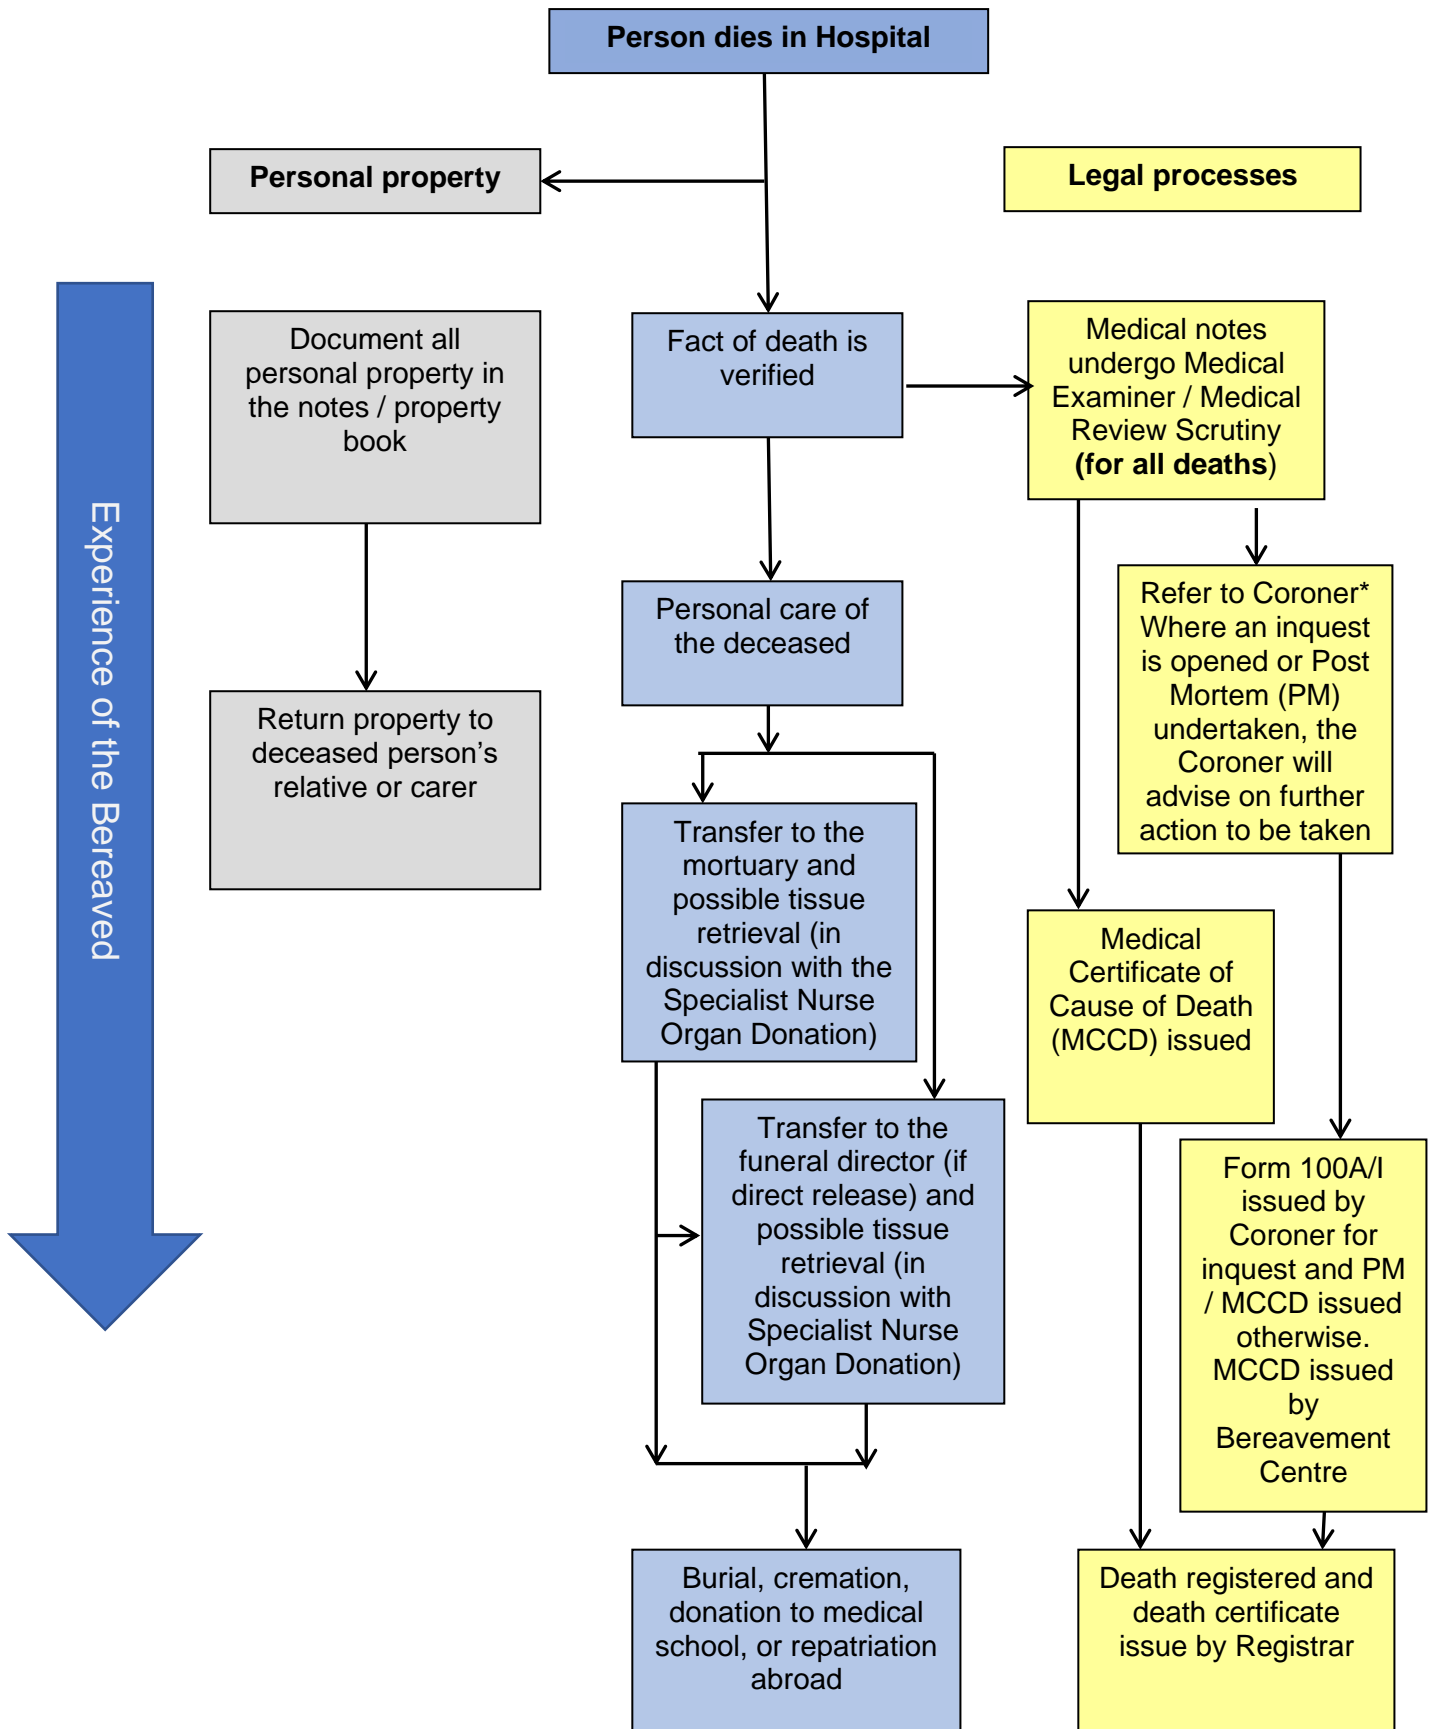 Person dies in Hospital
Personal property
Legal processes
Experience of the Bereaved
Document all
personal property in
the notes / property
book
Return property to
deceased person's
relative or carer
Fact of death is
verified
Personal care of
the deceased
Transfer to the
mortuary and
possible tissue
retrieval (in
discussion with the
Specialist Nurse
Organ Donation)
Transfer to the
funeral director (if
direct release) and
possible tissue
retrieval (in
discussion with
Specialist Nurse
Organ Donation)
Burial, cremation,
donation to medical
school, or repatriation
abroad
Medical notes
undergo Medical
Examiner / Medical
Review Scrutiny
(for all deaths)
Refer to Coroner*
Where an inquest
is opened or Post
Mortem (PM)
undertaken, the
Coroner will
advise on further
action to be taken
Medical
Certificate of
Cause of Death
(MCCD) issued
Form 100A/I
issued by
Coroner for
inquest and PM
/ MCCD issued
otherwise.
MCCD issued
by
Bereavement
Centre
Death registered and
death certificate
issue by Registrar